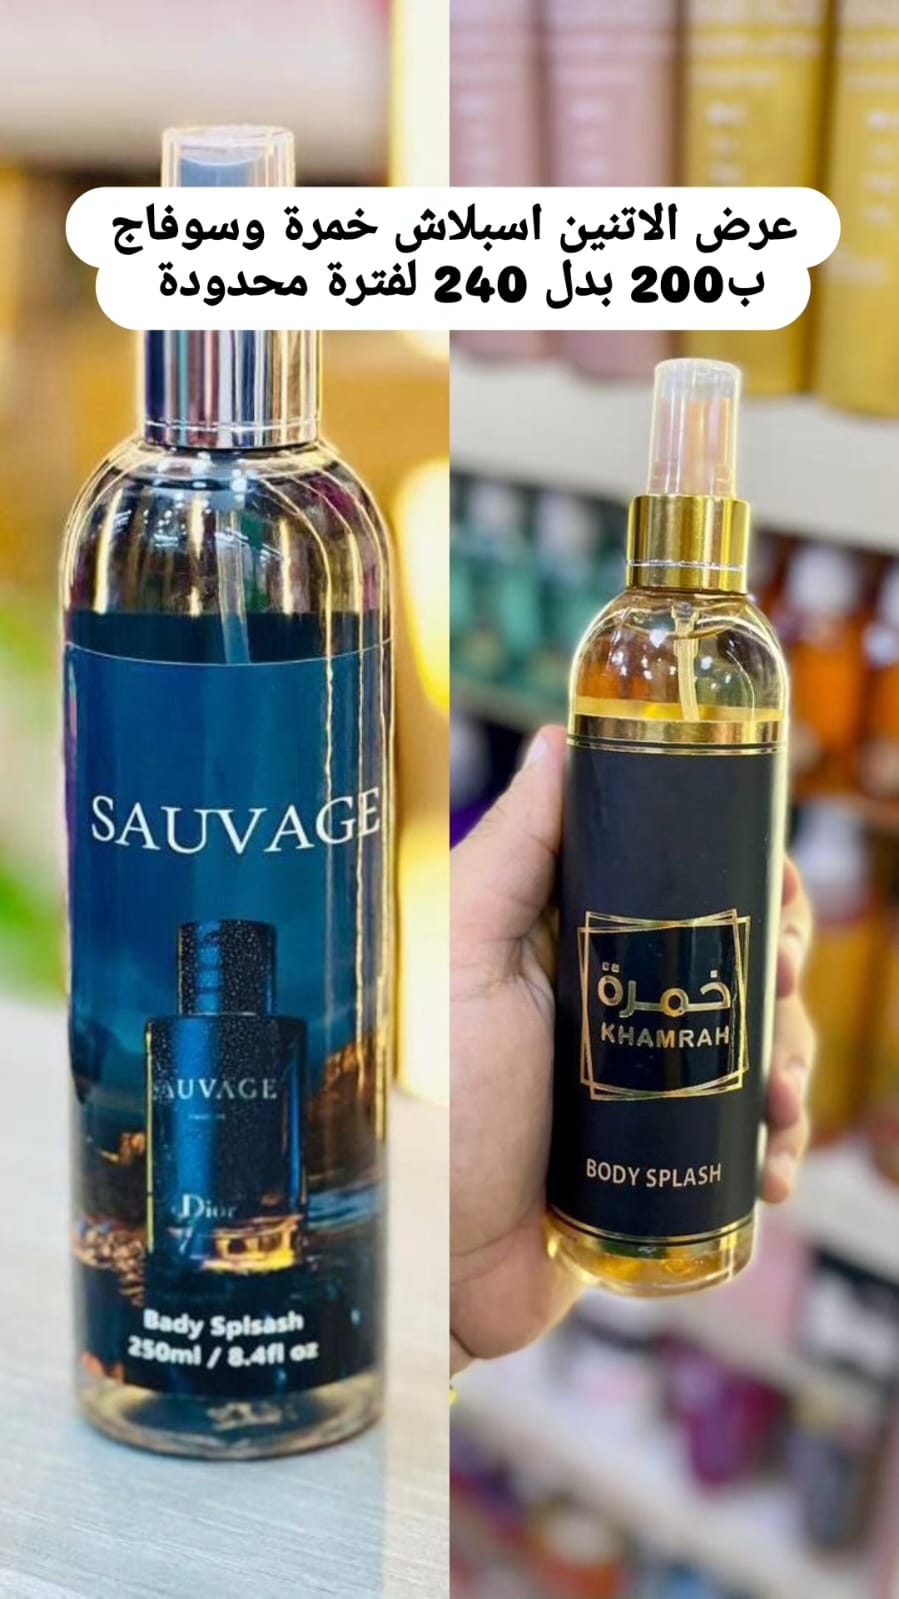 عرض الاتنين اسبلاش خمرة وسوفاج
ب200 بدل 240 لفترة محدودة
SAUVAGE
SAUVAGE
Dior
Bady Splsash
250ml / 8.4fl oz
خمرة
KHAMRAH
BODY SPLASH